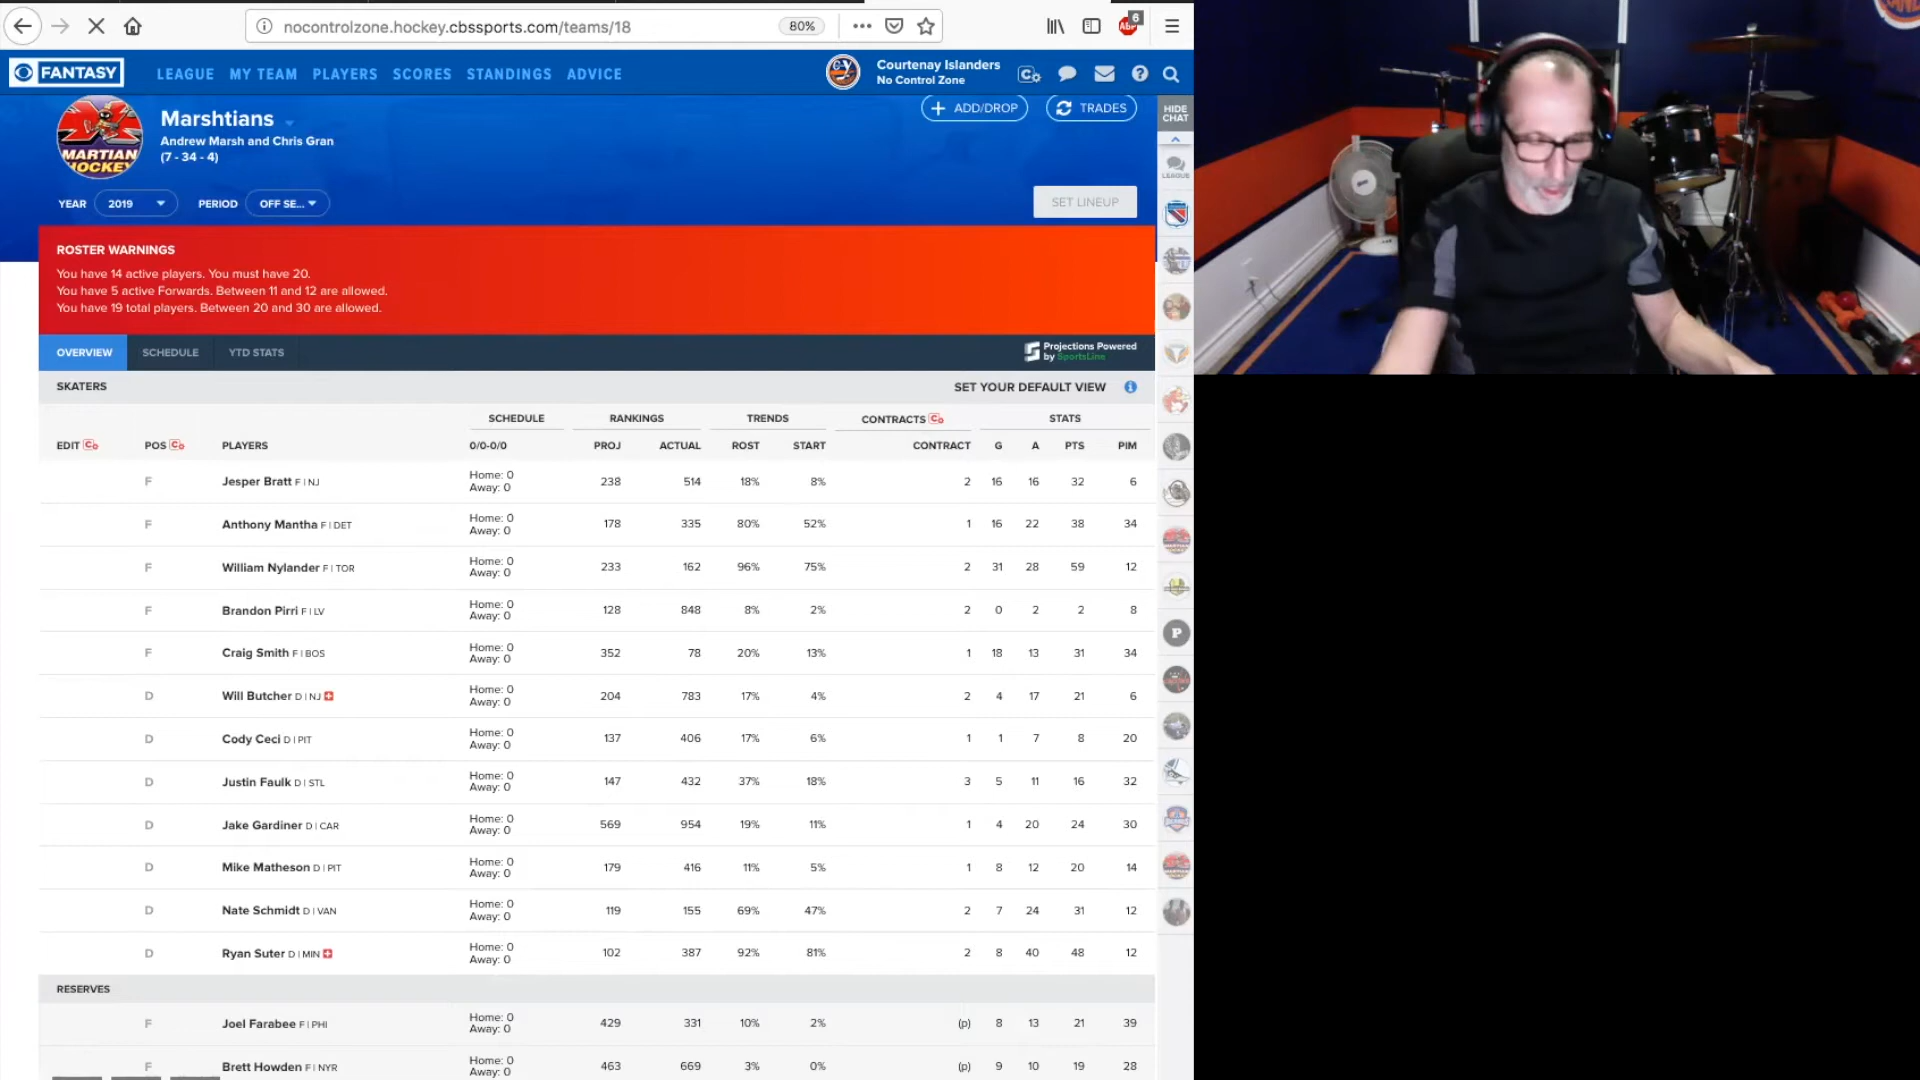 nocontrolzone.hockey.cbssports.com/teams/18
80%
ABP
6
FANTASY
LEAGUE MY TEAM PLAYERS SCORES STANDINGS ADVICE
Courtenay Islanders
No Control Zone
Marshtians
Andrew Marsh and Chris Gran
(7 - 34 - 4)
ADD/DROP
TRADES
HIDE CHAT
LEAGUE
MARTIAN
HOCKEY
YEAR 2019 PERIOD OFF SE...
SET LINEUP
ROSTER WARNINGS
You have 14 active players. You must have 20.
You have 5 active Forwards. Between 11 and 12 are allowed.
You have 19 total players. Between 20 and 30 are allowed.
OVERVIEW SCHEDULE YTD STATS
Projections Powered
by SportsLine
SKATERS
SET YOUR DEFAULT VIEW
SCHEDULE RANKINGS TRENDS CONTRACTS STATS
EDIT POS PLAYERS 0/0-0/0 PROJ ACTUAL ROST START CONTRACT G A PTS PIM
F Jesper Bratt F | NJ Home: 0 Away: 0 238 514 18% 8% 2 16 16 32 6
F Anthony Mantha F | DET Home: 0 Away: 0 178 335 80% 52% 1 16 22 38 34
F William Nylander F | TOR Home: 0 Away: 0 233 162 96% 75% 2 31 28 59 12
F Brandon Pirri F | LV Home: 0 Away: 0 128 848 8% 2% 2 0 2 2 8
F Craig Smith F | BOS Home: 0 Away: 0 352 78 20% 13% 1 18 13 31 34
D Will Butcher D | NJ Home: 0 Away: 0 204 783 17% 4% 2 4 17 21 6
D Cody Ceci D | PIT Home: 0 Away: 0 137 406 17% 6% 1 1 7 8 20
D Justin Faulk D | STL Home: 0 Away: 0 147 432 37% 18% 3 5 11 16 32
D Jake Gardiner D | CAR Home: 0 Away: 0 569 954 19% 11% 1 4 20 24 30
D Mike Matheson D | PIT Home: 0 Away: 0 179 416 11% 5% 1 8 12 20 14
D Nate Schmidt D | VAN Home: 0 Away: 0 119 155 69% 47% 2 7 24 31 12
D Ryan Suter D | MIN Home: 0 Away: 0 102 387 92% 81% 2 8 40 48 12
RESERVES
F Joel Farabee F | PHI Home: 0 Away: 0 429 331 10% 2% (p) 8 13 21 39
F Brett Howden F | NYR Home: 0 Away: 0 463 669 3% 0% (p) 9 10 19 28
P